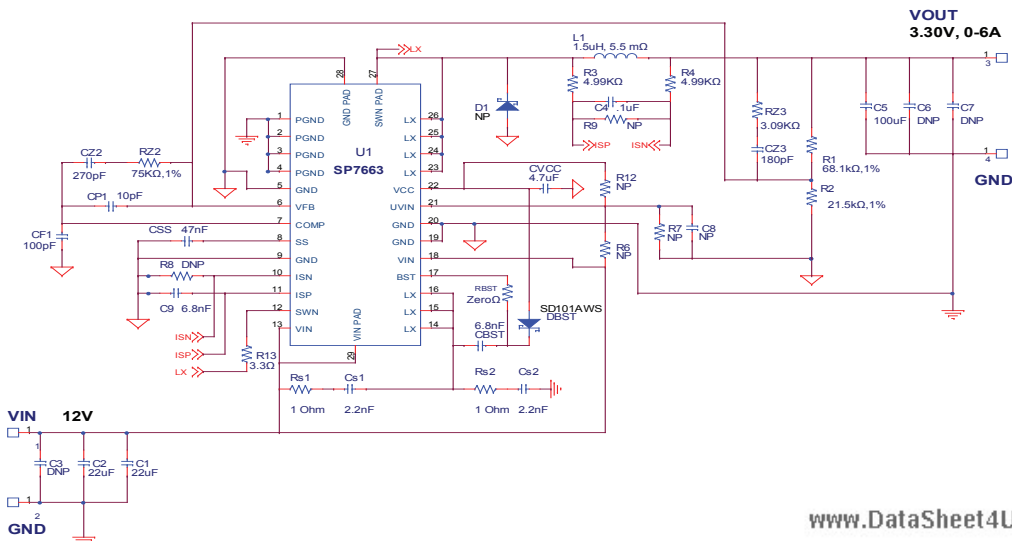 VOUT
3.30V, 0-6A
LX
L1
1.5uH, 5.5 mΩ
1
3
28
27
GND PAD
SWN PAD
R3
4.99KΩ
R4
4.99KΩ
C4 .1uF
R9 NP
ISP
ISN
D1
NP
RZ3
3.09KΩ
CZ3
180pF
R1
68.1kΩ,1%
R2
21.5kΩ,1%
C5
100uF
C6
DNP
C7
DNP
1
4
GND
U1
SP7663
1 PGND
2 PGND
3 PGND
4 PGND
5 GND
6 VFB
7 COMP
8 SS
9 GND
10 ISN
11 ISP
12 SWN
13 VIN
LX 26
LX 25
LX 24
LX 23
VCC 22
UVIN 21
GND 20
GND 19
VIN 18
BST 17
LX 16
LX 15
LX 14
VIN PAD
29
CZ2
270pF
RZ2
75KΩ,1%
CP1 10pF
CF1
100pF
CSS 47nF
R8 DNP
C9 6.8nF
ISN
ISP
LX
R13
3.3Ω
CVCC
4.7uF
R12
NP
R7
NP
C8
NP
R6
NP
RBST
ZeroΩ
SD101AWS
DBST
6.8nF
CBST
Rs1
1 Ohm
Cs1
2.2nF
Rs2
1 Ohm
Cs2
2.2nF
VIN 12V
1
1
C3
DNP
C2
22uF
C1
22uF
1
2
GND
www.DataSheet4U